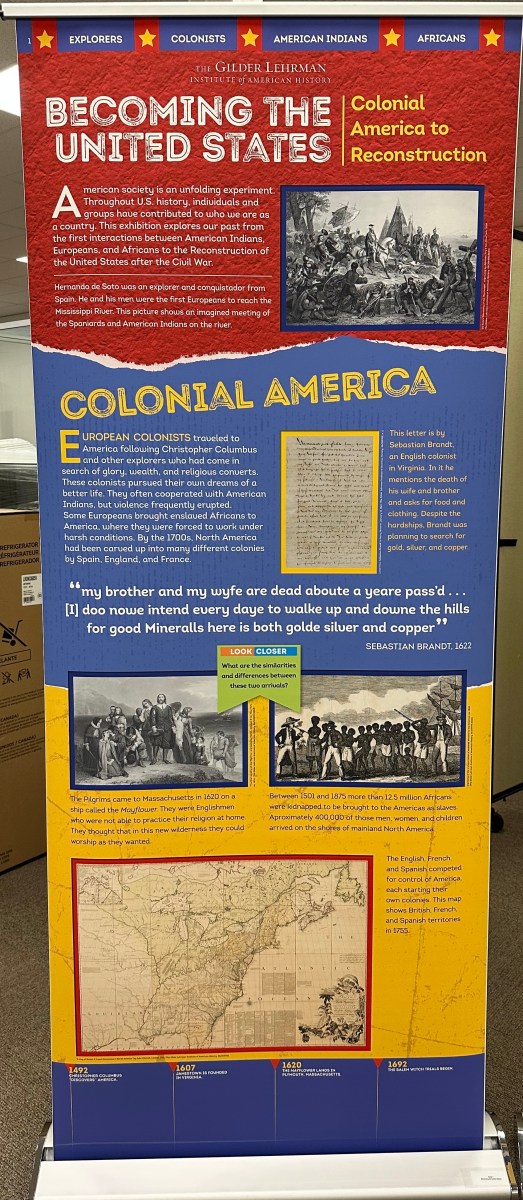 1 EXPLORERS COLONISTS AMERICAN INDIANS AFRICANS
THE GILDER LEHRMAN
INSTITUTE of AMERICAN HISTORY
BECOMING THE
UNITED STATES
Colonial
America to
Reconstruction
American society is an unfolding experiment.
Throughout U.S. history, individuals and
groups have contributed to who we are as
a country. This exhibition explores our past from
the first interactions between American Indians,
Europeans, and Africans to the Reconstruction of
the United States after the Civil War.
Hernando de Soto was an explorer and conquistador from
Spain. He and his men were the first Europeans to reach the
Mississippi River. This picture shows an imagined meeting of
the Spaniards and American Indians on the river.
COLONIAL AMERICA
EUROPEAN COLONISTS traveled to
America following Christopher Columbus
and other explorers who had come in
search of glory, wealth, and religious converts.
These colonists pursued their own dreams of a
better life. They often cooperated with American
Indians, but violence frequently erupted.
Some Europeans brought enslaved Africans to
America, where they were forced to work under
harsh conditions. By the 1700s, North America
had been carved up into many different colonies
by Spain, England, and France.
This letter is by
Sebastian Brandt,
an English colonist
in Virginia. In it he
mentions the death of
his wife and brother
and asks for food and
clothing. Despite the
hardships, Brandt was
planning to search for
gold, silver, and copper.
“my brother and my wyfe are dead aboute a yeare pass'd . . .
[I] doo nowe intend euery daye to walke up and downe the hills
for good Mineralls here is both golde silver and copper”
SEBASTIAN BRANDT, 1622
LOOK CLOSER
What are the similarities
and differences between
these two arrivals?
The Pilgrims came to Massachusetts in 1620 on a
ship called the Mayflower. They were Englishmen
who were not able to practice their religion at home.
They thought that in this new wilderness they could
worship as they wanted.
Between 1501 and 1875 more than 12.5 million Africans
were kidnapped to be brought to the Americas as slaves.
Aproximately 400,000 of those men, women, and children
arrived on the shores of mainland North America.
The English, French,
and Spanish competed
for control of America,
each starting their
own colonies. This map
shows British, French,
and Spanish territories
in 1755.
1492
CHRISTOPHER COLUMBUS
"DISCOVERS" AMERICA.
1607
JAMESTOWN IS FOUNDED
IN VIRGINIA.
1620
THE MAYFLOWER LANDS IN
PLYMOUTH, MASSACHUSETTS.
1692
THE SALEM WITCH TRIALS BEGIN.
REFRIGERATOR
RÉFRIGÉRATEUR
REFRIGERADOR